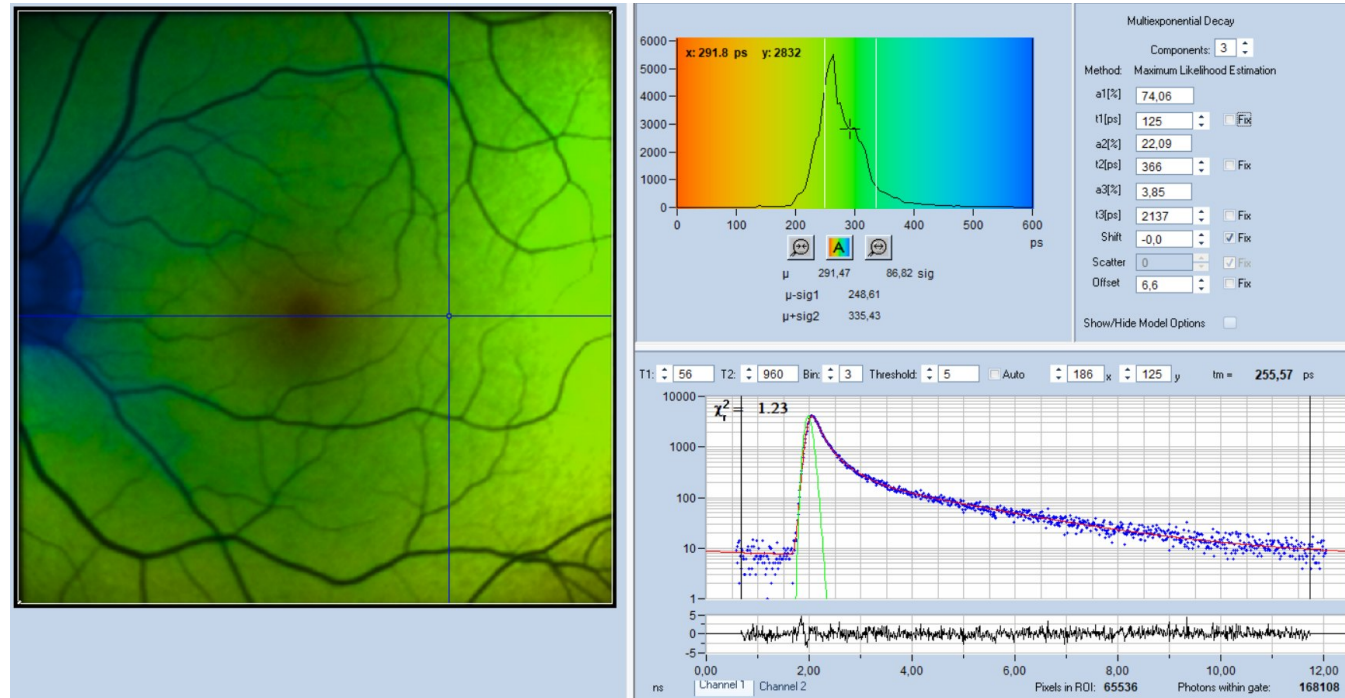 x: 291.8 ps y: 2832
6000
5000
4000
3000
2000
1000
0
0 200 400 600
ps
A
μ 291,47 86,82 sig
μ-sig1 248,61
μ+sig2 335,43
Multiexponential Decay
Components: 3
Method: Maximum Likelihood Estimation
a1[%] 74,06
t1[ps] 125 Fix
a2[%] 22,09
t2[ps] 366 Fix
a3[%] 3,85
t3[ps] 2137 Fix
Shift -0,0 Fix
Scatter 0 Fix
Offset 6,6 Fix
Show/Hide Model Options
T1: 56 T2: 960 Bin: 3 Threshold: 5 Auto 186 x 125 y tm = 255,57 ps
χ²r = 1.23
10000
1000
100
10
1
5
0
-5
0,00 2,00 4,00 6,00 8,00 10,00 12,00
ns Channel 1 Channel 2 Pixels in ROI: 65536 Photons within gate: 168108